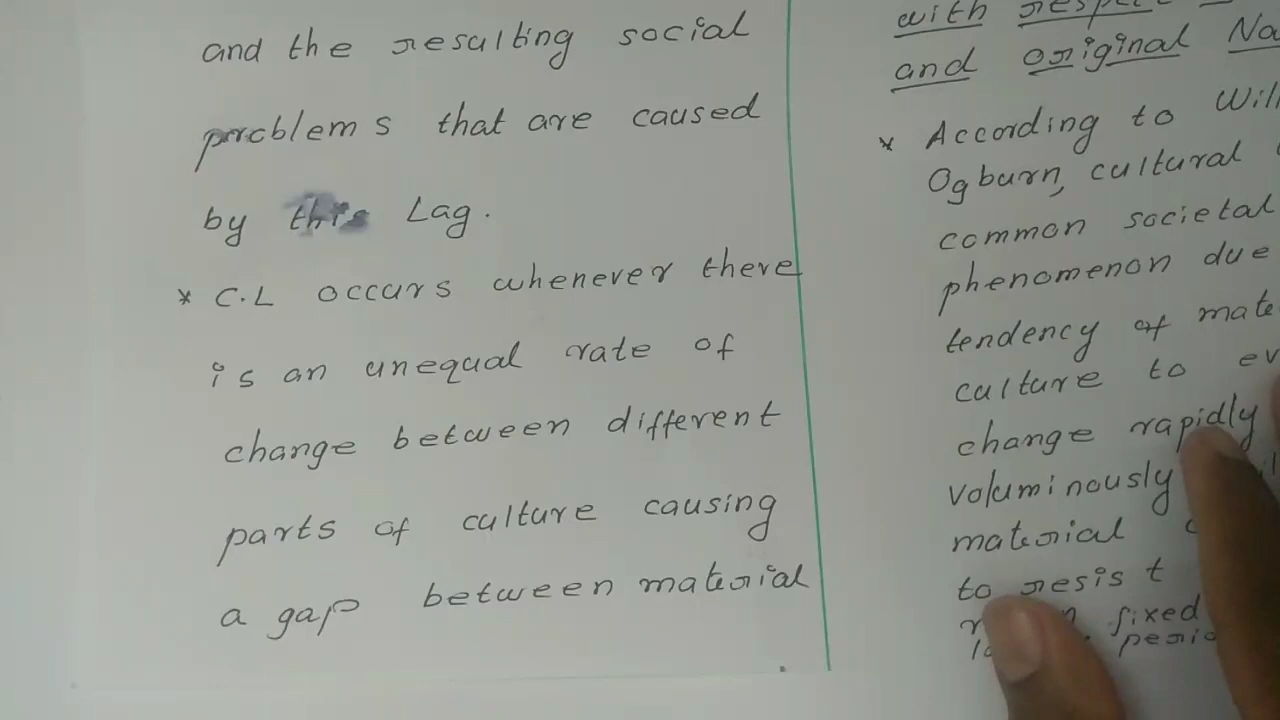 and the resulting social
problems that are caused
by this Lag.
* C.L occurs whenever there
is an unequal rate of
change between different
parts of culture causing
a gap between material
with
and original
* According to
Ogburn, cultural
common societal
phenomenon due
tendency of
culture to
change rapidly
voluminously
material
to resist
fixed